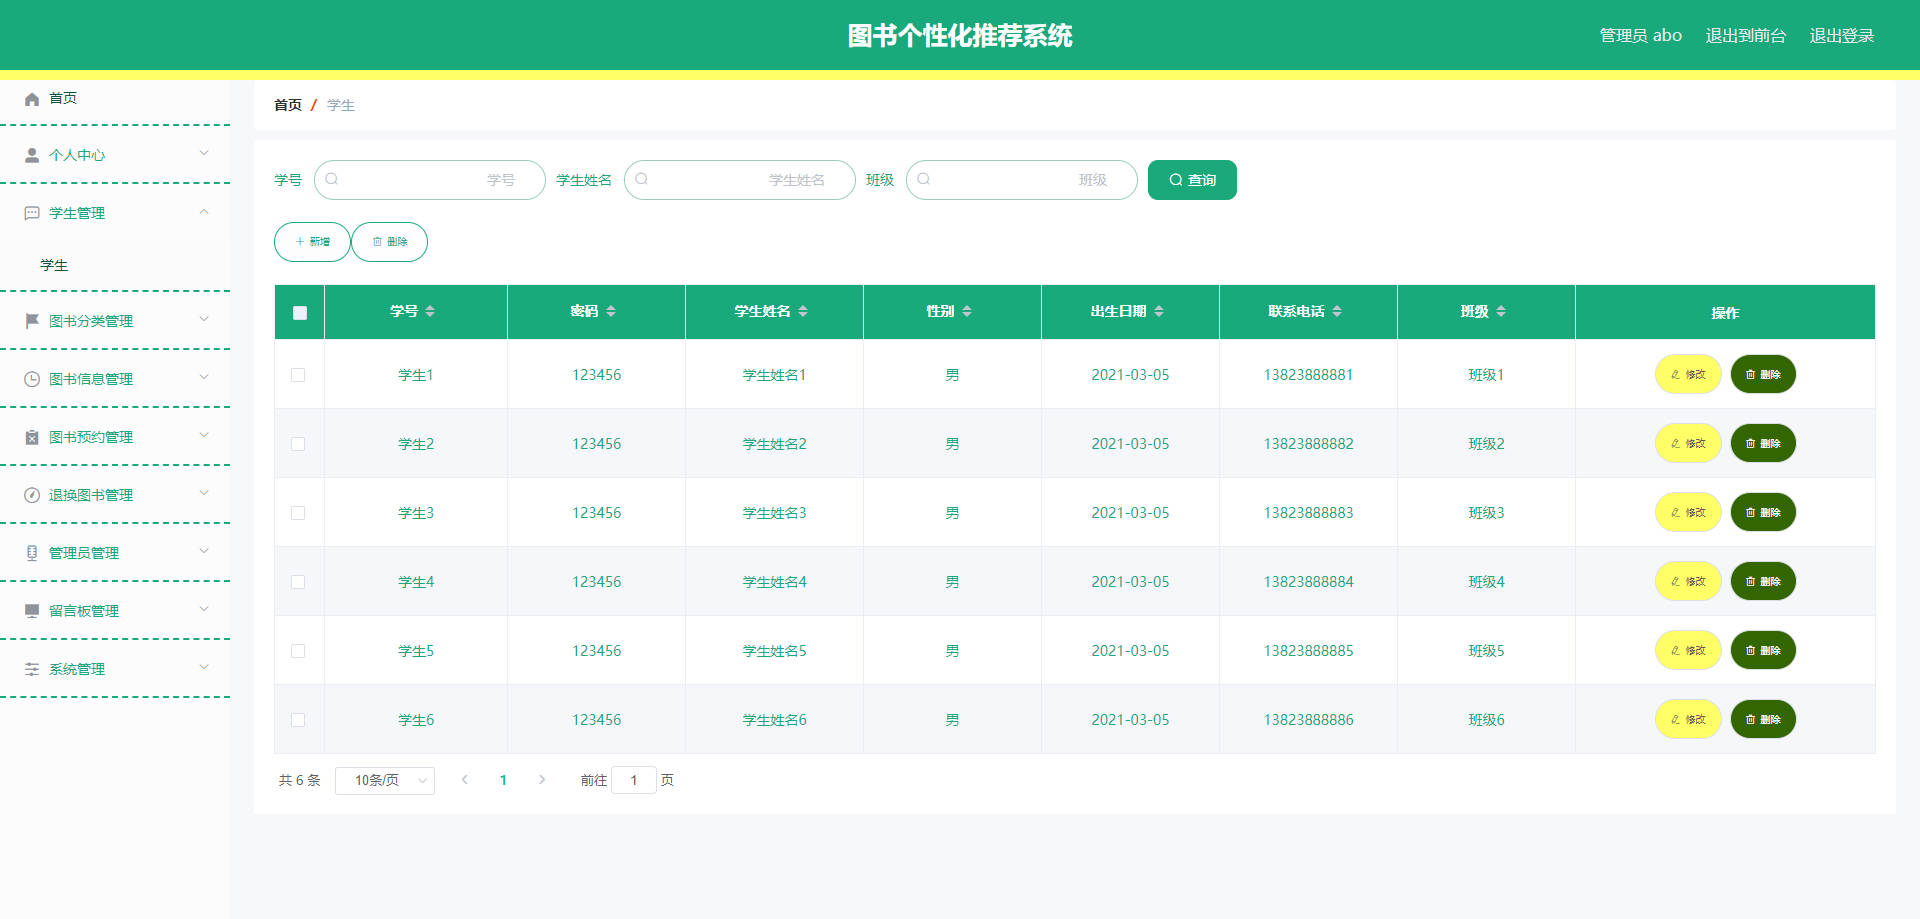 图书个性化推荐系统
管理员 abo 退出到前台 退出登录
首页
个人中心
学生管理
学生
图书分类管理
图书信息管理
图书预约管理
退换图书管理
管理员管理
留言板管理
系统管理
首页 / 学生
学号 学号 学生姓名 学生姓名 班级 班级 查询
新增 删除
学号 密码 学生姓名 性别 出生日期 联系电话 班级 操作
学生1 123456 学生姓名1 男 2021-03-05 13823888881 班级1 修改 删除
学生2 123456 学生姓名2 男 2021-03-05 13823888882 班级2 修改 删除
学生3 123456 学生姓名3 男 2021-03-05 13823888883 班级3 修改 删除
学生4 123456 学生姓名4 男 2021-03-05 13823888884 班级4 修改 删除
学生5 123456 学生姓名5 男 2021-03-05 13823888885 班级5 修改 删除
学生6 123456 学生姓名6 男 2021-03-05 13823888886 班级6 修改 删除
共 6 条 10条/页 1 前往 1 页